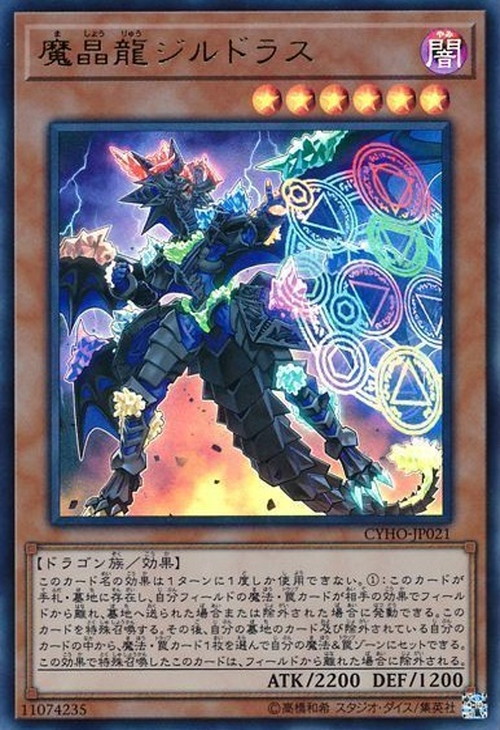 魔晶龍ジルドラス
闇
CYHO-JP021
【ドラゴン族/効果】
このカード名の効果は1ターンに1度しか使用できない。①:このカードが
手札・墓地に存在し、自分フィールドの魔法・罠カードが相手の効果でフィール
ドから離れ、墓地へ送られた場合または除外された場合に発動できる。この
カードを特殊召喚する。その後、自分の墓地のカード及び除外されている自分の
カードの中から、魔法・罠カード1枚を選んで自分の魔法&罠ゾーンにセットできる。
この効果で特殊召喚したこのカードは、フィールドから離れた場合に除外される。
ATK/2200 DEF/1200
11074235
©高橋和希 スタジオ・ダイス/集英社